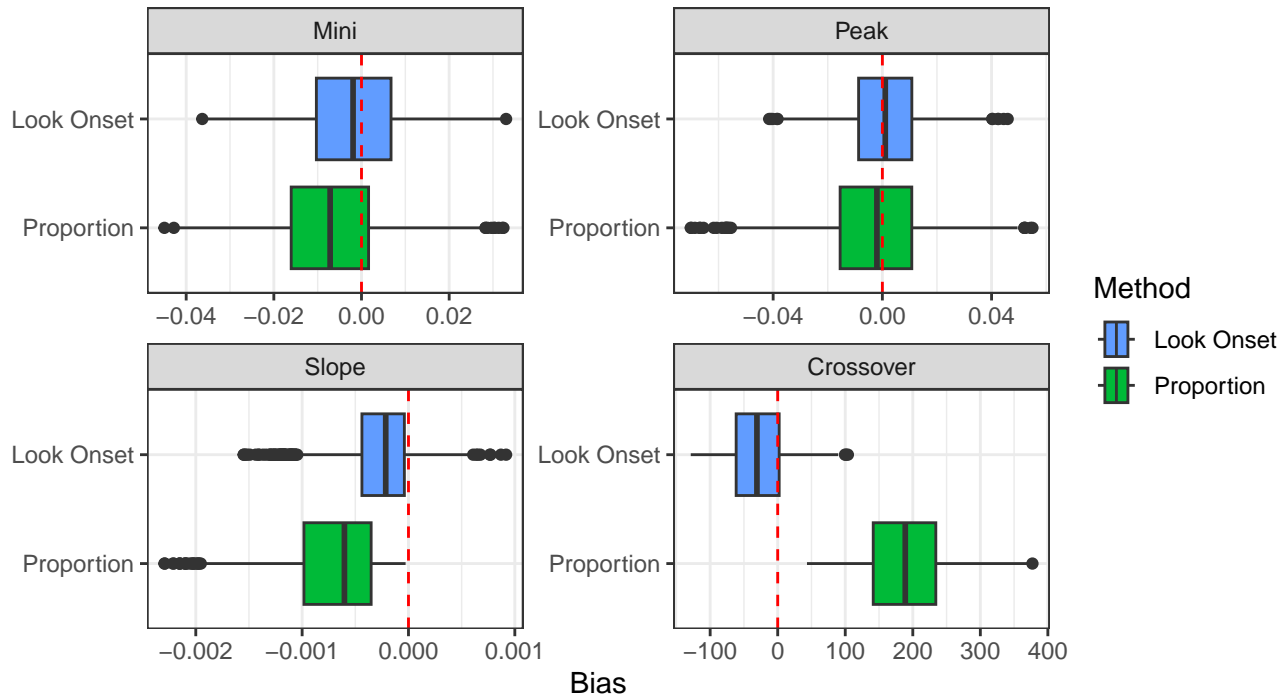 Mini
Peak
Look Onset
Proportion
−0.04 −0.02 0.00 0.02
Look Onset
Proportion
−0.04 0.00 0.04
Slope
Crossover
Look Onset
Proportion
−0.002 −0.001 0.000 0.001
Look Onset
Proportion
−100 0 100 200 300 400
Bias
Method
Look Onset
Proportion